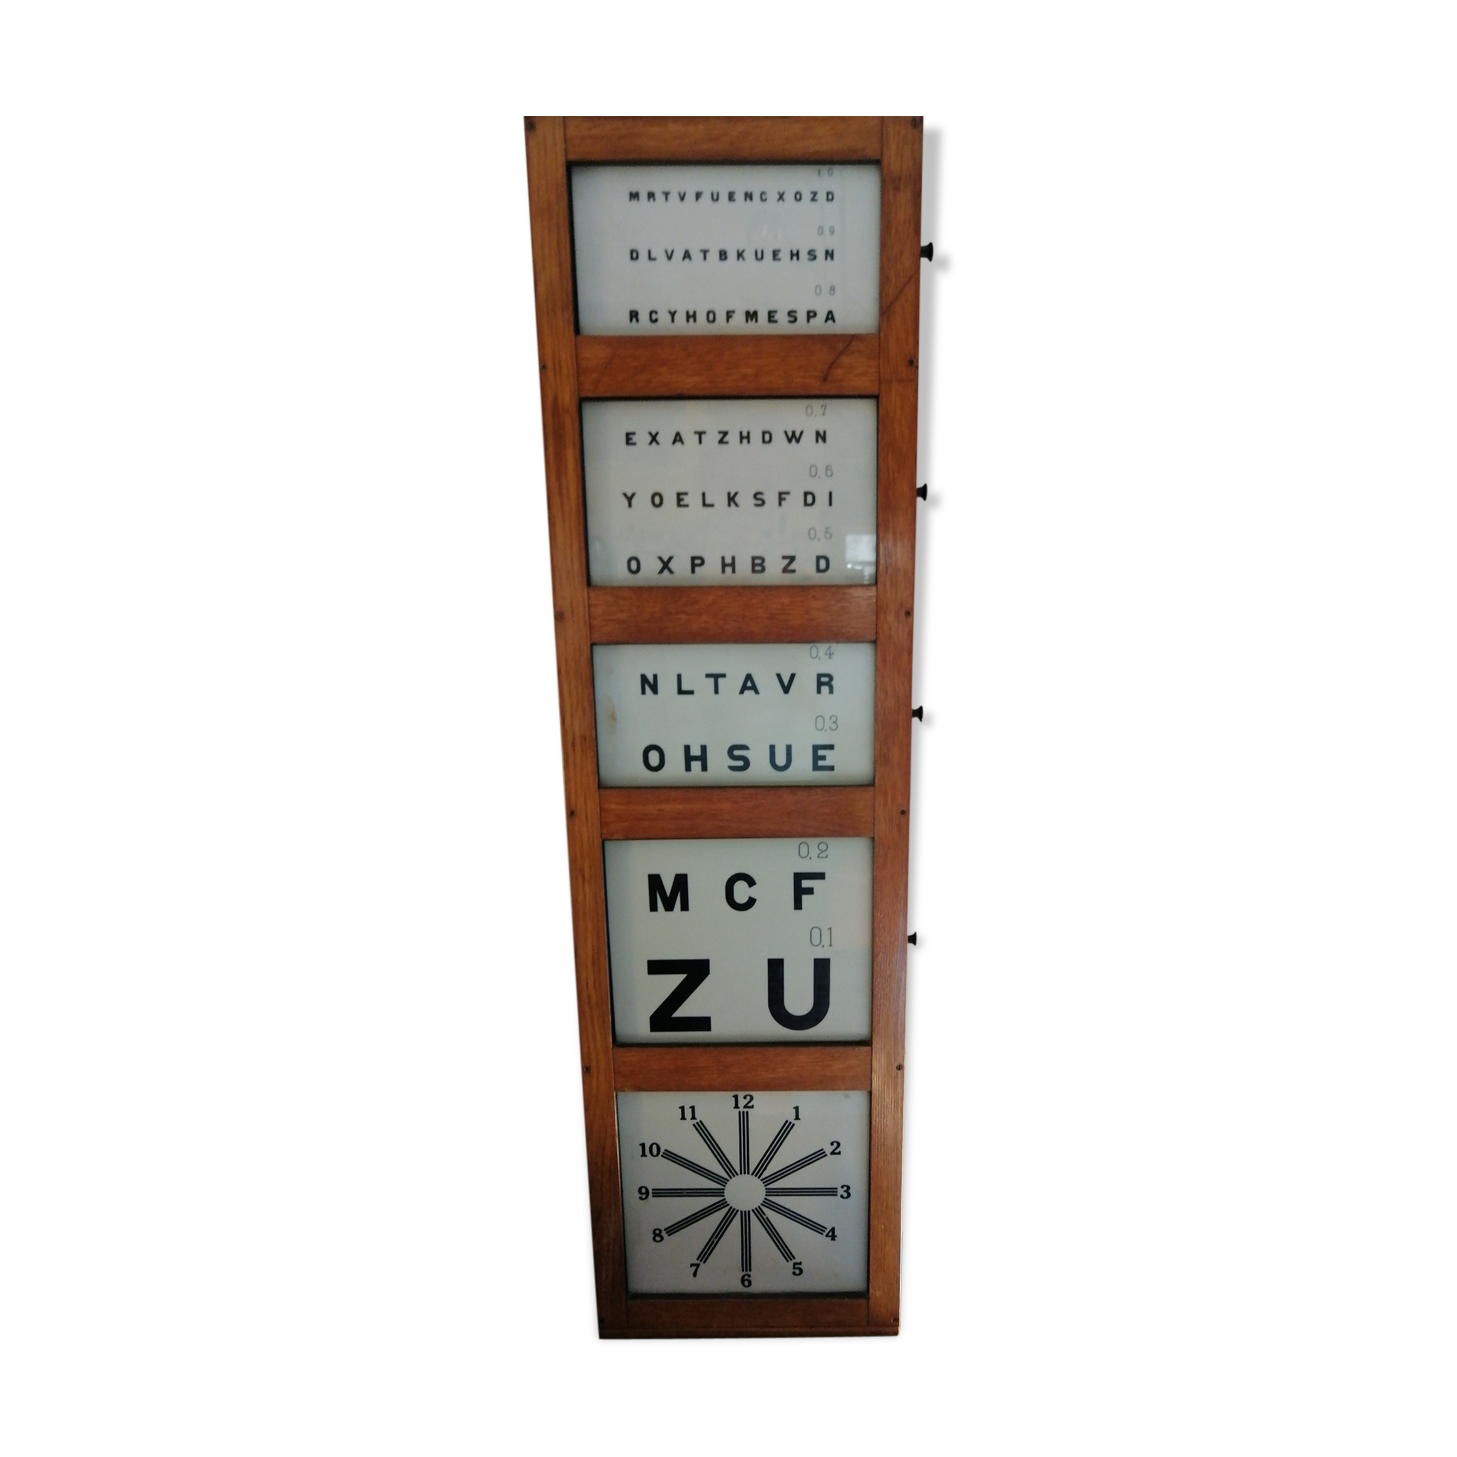 1.0
MRTVFUENCXOZD
0.9
DLVATBKUEHSN
0.8
RCYHOFMESPA
0,7
EXATZHDWN
0,6
YOELKSFDI
0,5
OXPHBZD
0,4
NLTAVR
0,3
OHSUE
0,2
MCF
0,1
ZU
12
11 1
10 2
9 3
8 4
7 5
6